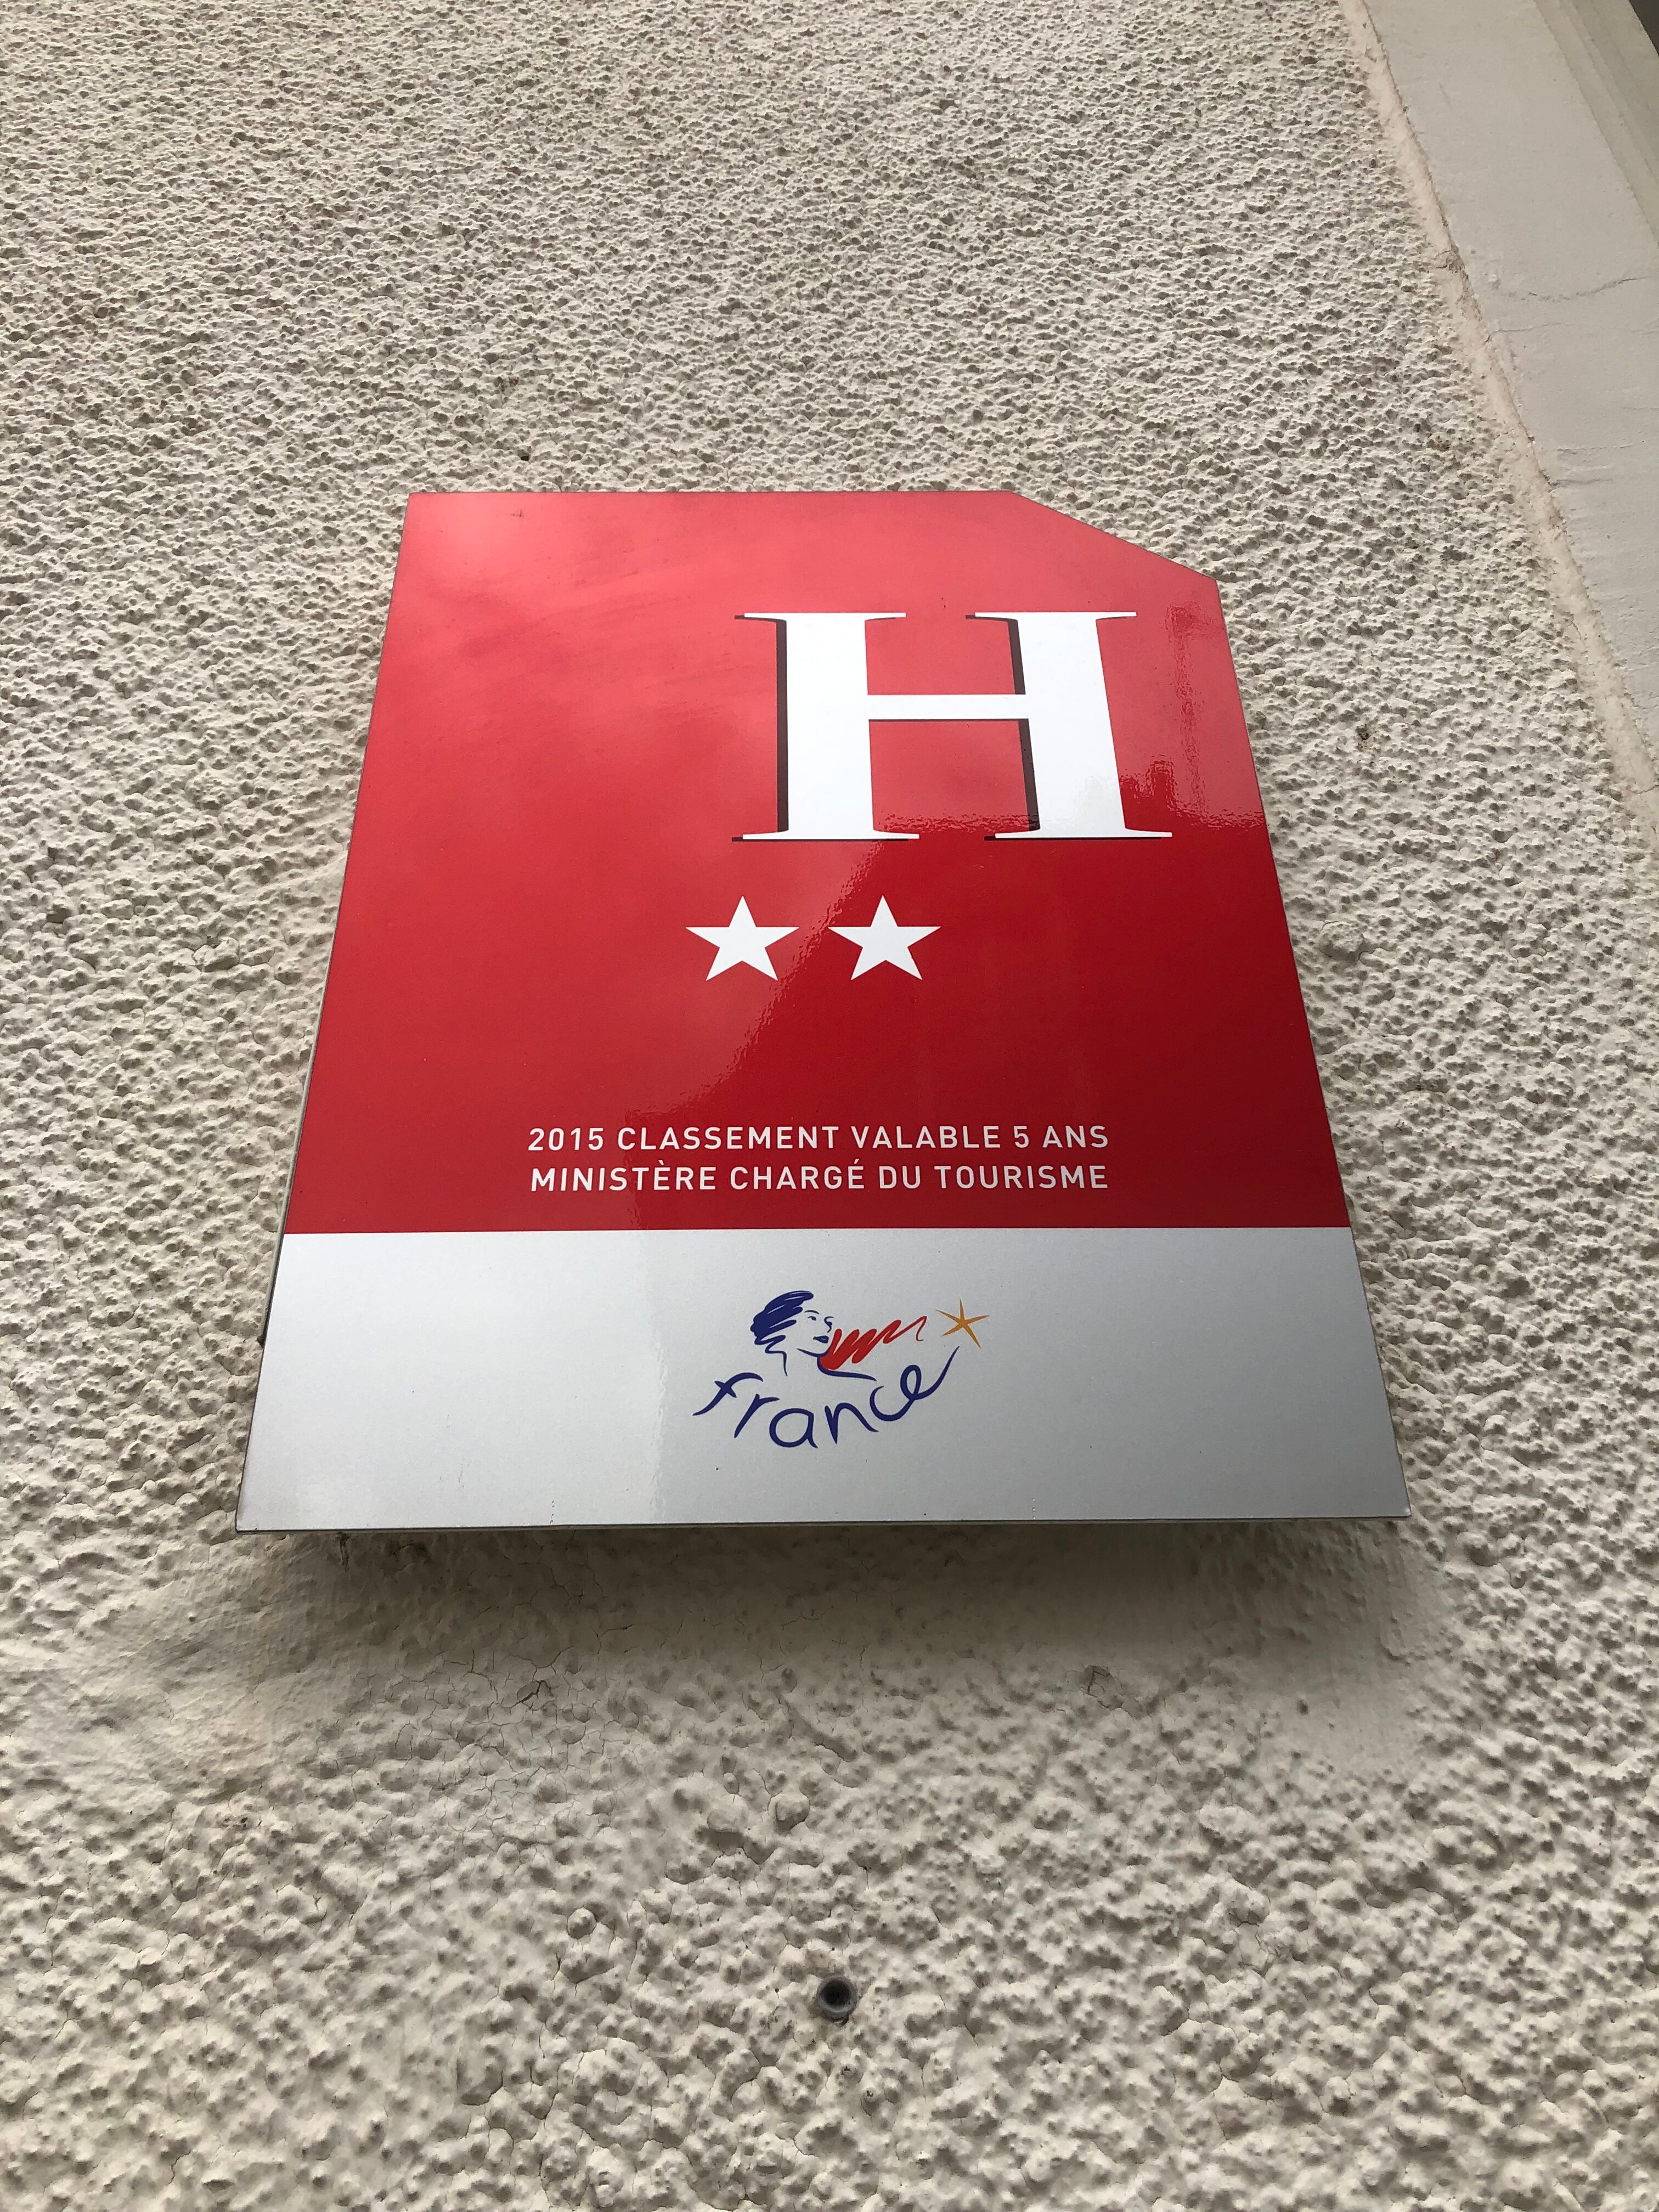 H
2015 CLASSEMENT VALABLE 5 ANS
MINISTÈRE CHARGÉ DU TOURISME
france